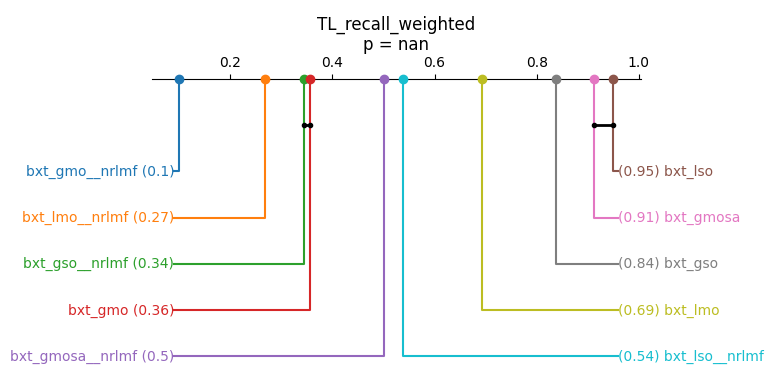 TL_recall_weighted
p = nan
0.2 0.4 0.6 0.8 1.0
bxt_gmo__nrlmf (0.1)
(0.95) bxt_lso
bxt_lmo__nrlmf (0.27)
(0.91) bxt_gmosa
bxt_gso__nrlmf (0.34)
(0.84) bxt_gso
bxt_gmo (0.36)
(0.69) bxt_lmo
bxt_gmosa__nrlmf (0.5)
(0.54) bxt_lso__nrlmf